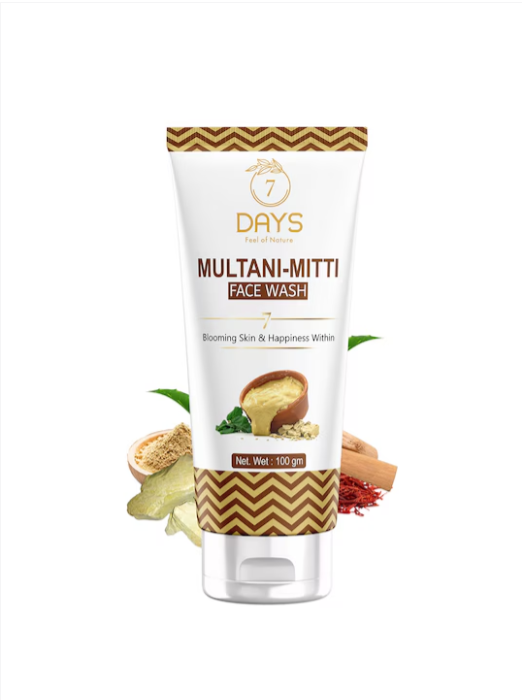 7
DAYS
Feel of Nature
MULTANI-MITTI
FACE WASH
7
Blooming Skin & Happiness Within
Net. Wet : 100 gm